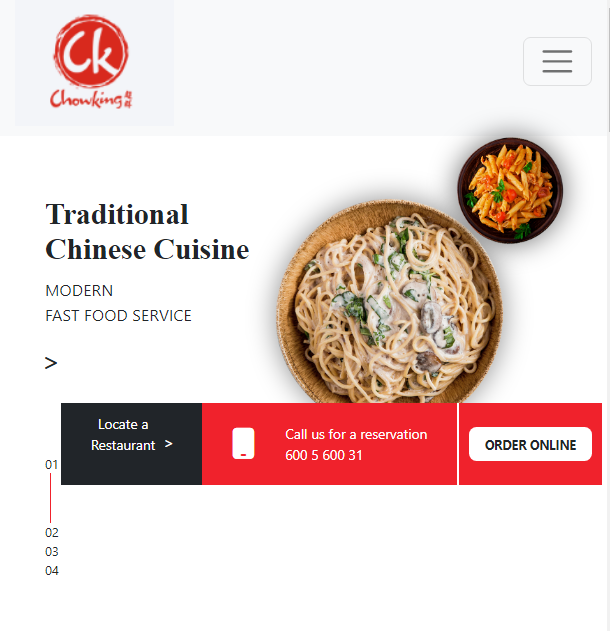 Ck
Chowking
Traditional
Chinese Cuisine
MODERN
FAST FOOD SERVICE
>
Locate a
Restaurant >
Call us for a reservation
600 5 600 31
ORDER ONLINE
01
02
03
04